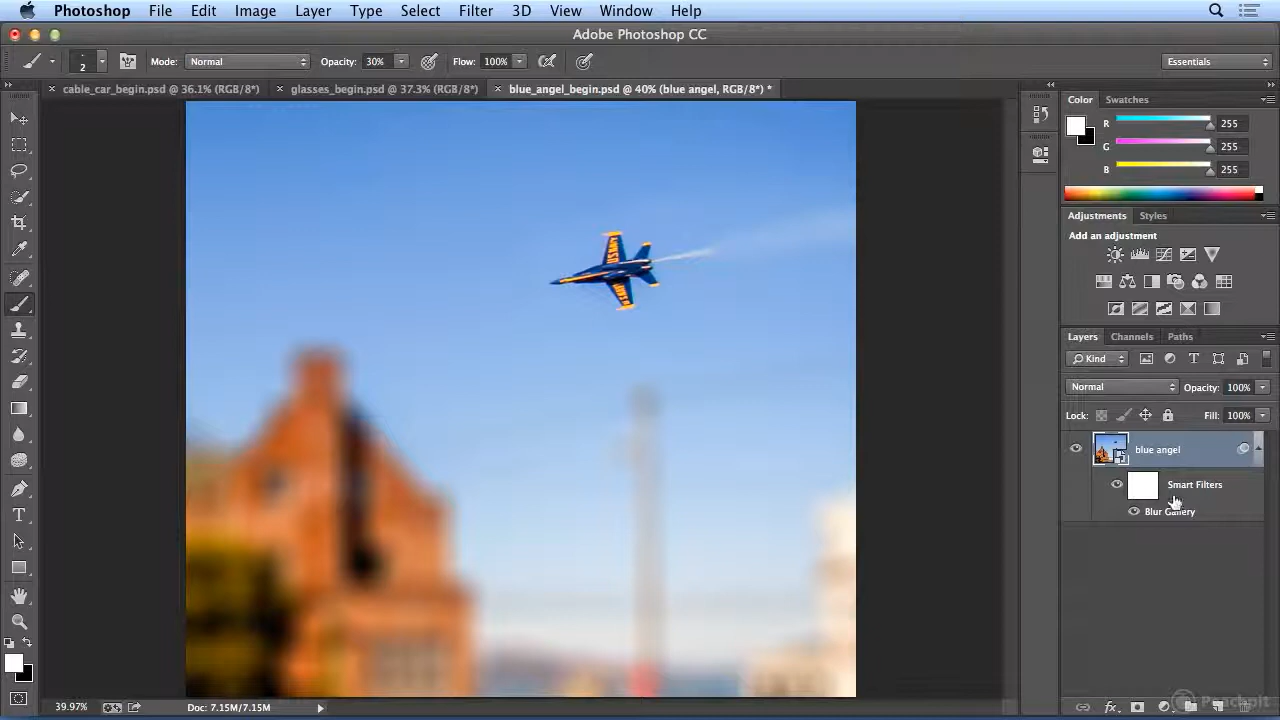 Photoshop File Edit Image Layer Type Select Filter 3D View Window Help
Adobe Photoshop CC
2 Mode: Normal Opacity: 30% Flow: 100% Essentials
cable_car_begin.psd @ 36.1% (RGB/8*) glasses_begin.psd @ 37.3% (RGB/8*) blue_angel_begin.psd @ 40% (blue angel, RGB/8*) *
Color Swatches
R 255
G 255
B 255
Adjustments Styles
Add an adjustment
Layers Channels Paths
Kind T
Normal Opacity: 100%
Lock: Fill: 100%
blue angel
Smart Filters
Blur Gallery
39.97% Doc: 7.15M/7.15M
fx
Peachpit